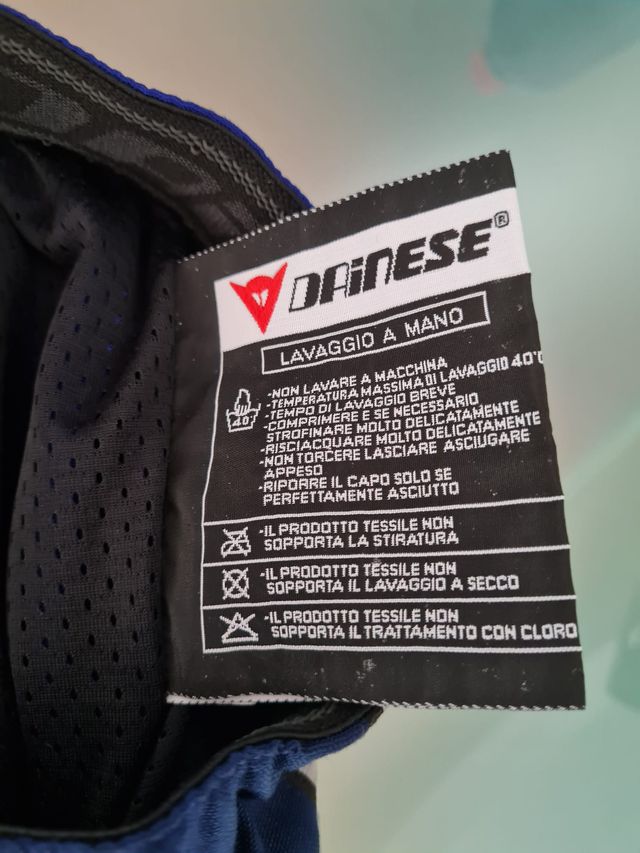 DAiNESE®
LAVAGGIO A MANO
-NON LAVARE A MACCHINA
-TEMPERATURA MASSIMA DI LAVAGGIO 40°C
-TEMPO DI LAVAGGIO BREVE
-COMPRIMERE E SE NECESSARIO
STROFINARE MOLTO DELICATAMENTE
-RISCIACQUARE MOLTO DELICATAMENTE
-NON TORCERE LASCIARE ASCIUGARE
APPESO
-RIPORRE IL CAPO SOLO SE
PERFETTAMENTE ASCIUTTO
40°
-IL PRODOTTO TESSILE NON
SOPPORTA LA STIRATURA
-IL PRODOTTO TESSILE NON
SOPPORTA IL LAVAGGIO A SECCO
-IL PRODOTTO TESSILE NON
SOPPORTA IL TRATTAMENTO CON CLORO